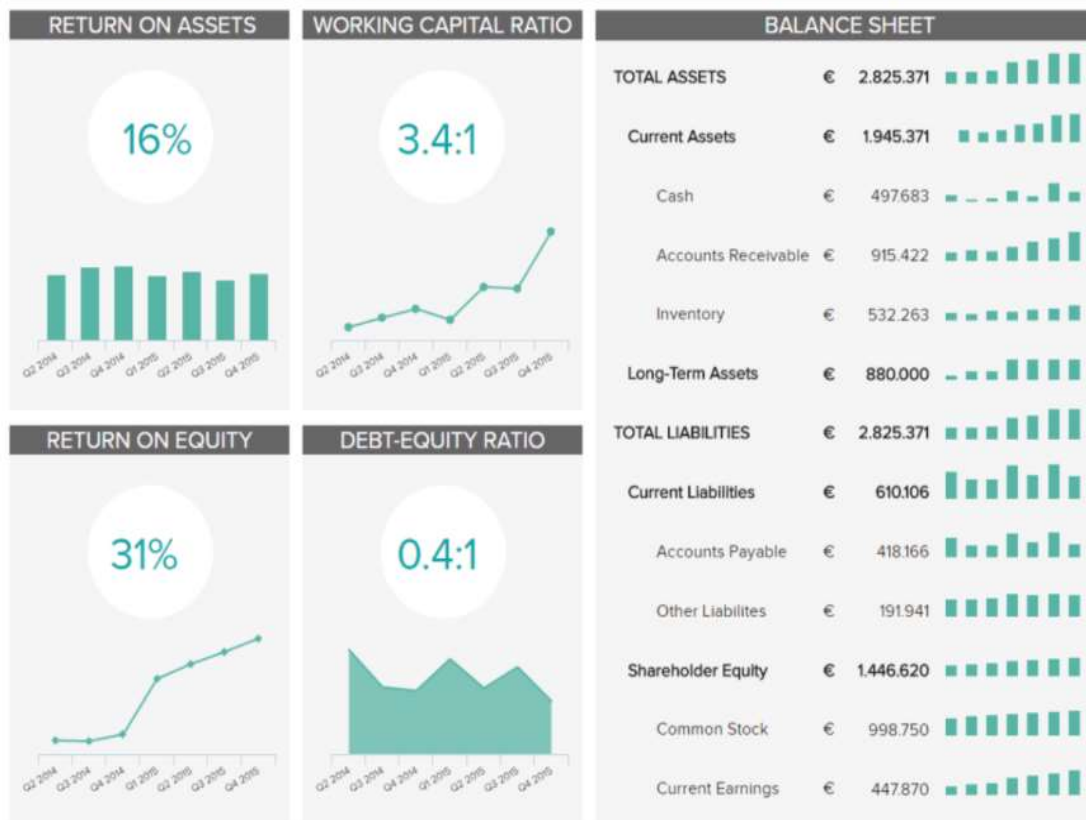 RETURN ON ASSETS
16%
Q2 2014 Q3 2014 Q4 2014 Q1 2015 Q2 2015 Q3 2015 Q4 2015
WORKING CAPITAL RATIO
3.4:1
Q2 2014 Q3 2014 Q4 2014 Q1 2015 Q2 2015 Q3 2015 Q4 2015
RETURN ON EQUITY
31%
Q2 2014 Q3 2014 Q4 2014 Q1 2015 Q2 2015 Q3 2015 Q4 2015
DEBT-EQUITY RATIO
0.4:1
Q2 2014 Q3 2014 Q4 2014 Q1 2015 Q2 2015 Q3 2015 Q4 2015
BALANCE SHEET
TOTAL ASSETS € 2.825.371
Current Assets € 1.945.371
Cash € 497.683
Accounts Receivable € 915.422
Inventory € 532.263
Long-Term Assets € 880.000
TOTAL LIABILITIES € 2.825.371
Current Liabilities € 610.106
Accounts Payable € 418.166
Other Liabilites € 191.941
Shareholder Equity € 1.446.620
Common Stock € 998.750
Current Earnings € 447.870